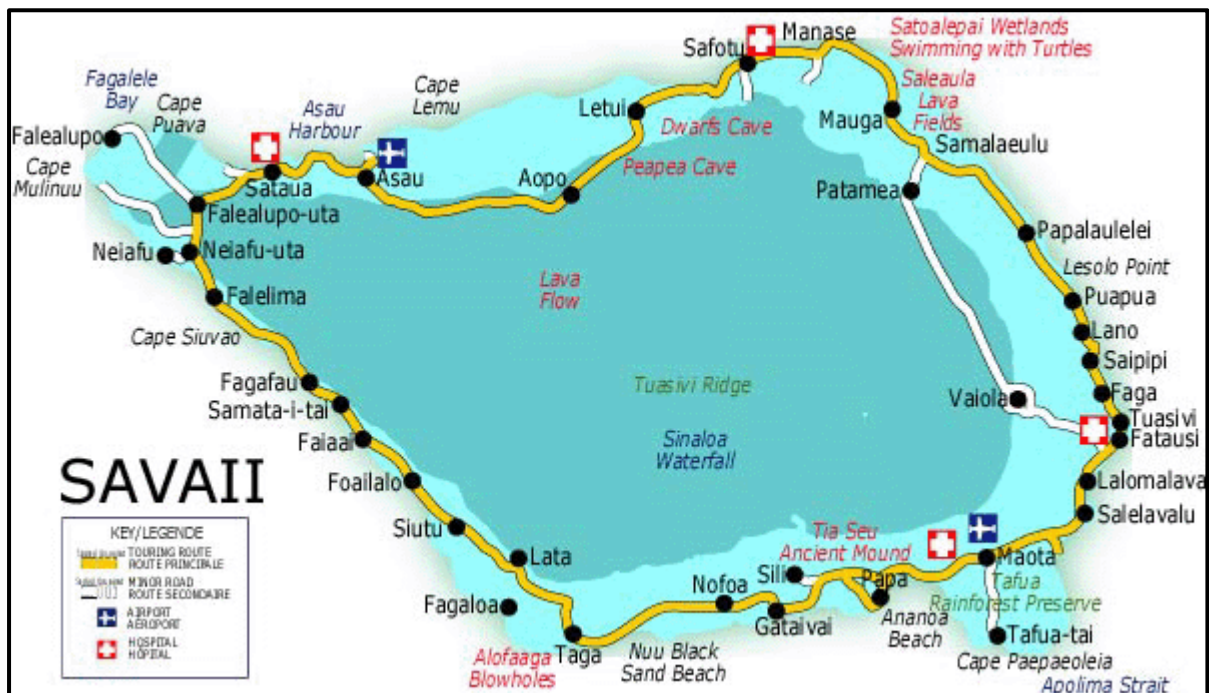 Manase
Satoalepai Wetlands
Swimming with Turtles
Safotu
Fagalele
Bay
Cape
Puava
Asau
Harbour
Cape
Lemu
Letui
Dwarfs Cave
Saleaula
Lava
Fields
Mauga
Falealupo
Samalaeulu
Cape
Mulinuu
Sataua
Asau
Aopo
Peapea Cave
Patamea
Falealupo-uta
Papalaulelei
Neiafu
Neiafu-uta
Lesolo Point
Falelima
Lava
Flow
Puapua
Cape Siuvao
Lano
Saipipi
Fagafau
Tuasivi Ridge
Vaiola
Faga
Samata-i-tai
Tuasivi
Faiaai
Sinaloa
Waterfall
Fatausi
SAVAII
Foailalo
Lalomalava
Siutu
Salelavalu
Tia Seu
Ancient Mound
Lata
Sili
Papa
Maota
Nofoa
Tafua
Rainforest Preserve
Fagaloa
Gataivai
Ananoa
Beach
Tafua-tai
Taga
Nuu Black
Sand Beach
Alofaaga
Blowholes
Cape Paepaeoleia
Apolima Strait
KEY/LEGENDE
TOURING ROUTE
ROUTE PRINCIPALE
MINOR ROAD
ROUTE SECONDAIRE
AIRPORT
AÉROPORT
HOSPITAL
HÔPITAL